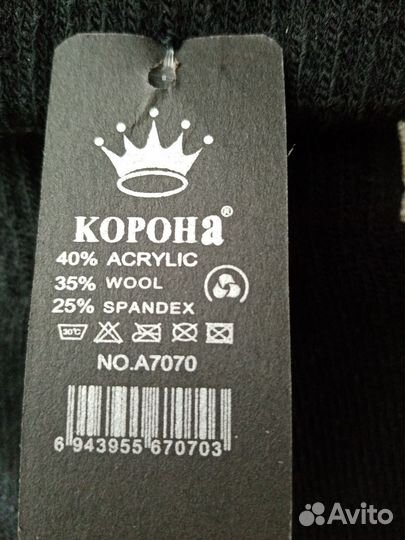 КОРОНа®
40% ACRYLIC
35% WOOL
25% SPANDEX
30°C
NO.A7070
6 943955 670703
Avito